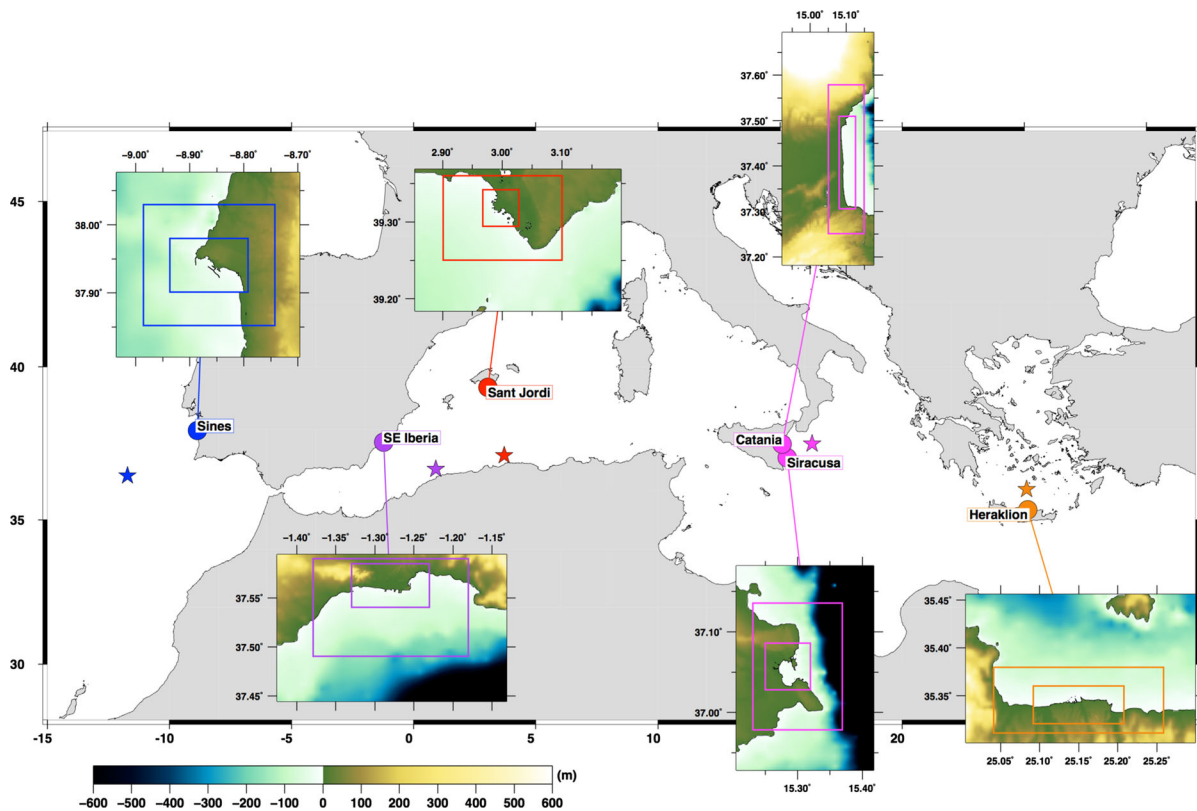 15.00˚ 15.10˚
37.60˚
37.50˚
37.40˚
37.30˚
37.20˚
−9.00˚ −8.90˚ −8.80˚ −8.70˚
38.00˚
37.90˚
2.90˚ 3.00˚ 3.10˚
39.30˚
39.20˚
45
40
35
30
Sines
SE Iberia
Sant Jordi
Catania
Siracusa
Heraklion
−1.40˚ −1.35˚ −1.29˚ −1.23˚ −1.18˚ −1.15˚
37.55˚
37.50˚
37.45˚
37.10˚
37.00˚
15.30˚ 15.40˚
35.45˚
35.40˚
35.35˚
25.05˚ 25.10˚ 25.15˚ 25.20˚ 25.25˚
−15 −10 −5 0 5 10 20
(m)
−600 −500 −400 −300 −200 −100 0 100 200 300 400 500 600